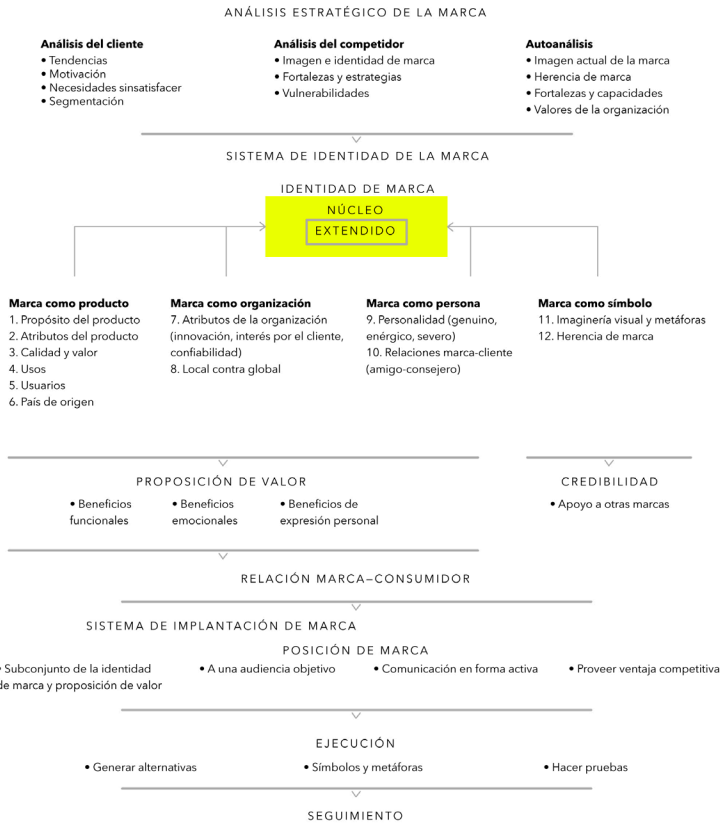 ANÁLISIS ESTRATÉGICO DE LA MARCA
Análisis del cliente
• Tendencias
• Motivación
• Necesidades sinsatisfacer
• Segmentación
Análisis del competidor
• Imagen e identidad de marca
• Fortalezas y estrategias
• Vulnerabilidades
Autoanálisis
• Imagen actual de la marca
• Herencia de marca
• Fortalezas y capacidades
• Valores de la organización
SISTEMA DE IDENTIDAD DE LA MARCA
IDENTIDAD DE MARCA
NÚCLEO
EXTENDIDO
Marca como producto
1. Propósito del producto
2. Atributos del producto
3. Calidad y valor
4. Usos
5. Usuarios
6. País de origen
Marca como organización
7. Atributos de la organización
(innovación, interés por el cliente,
confiabilidad)
8. Local contra global
Marca como persona
9. Personalidad (genuino,
enérgico, severo)
10. Relaciones marca-cliente
(amigo-consejero)
Marca como símbolo
11. Imaginería visual y metáforas
12. Herencia de marca
PROPOSICIÓN DE VALOR
• Beneficios
funcionales
• Beneficios
emocionales
• Beneficios de
expresión personal
CREDIBILIDAD
• Apoyo a otras marcas
RELACIÓN MARCA–CONSUMIDOR
SISTEMA DE IMPLANTACIÓN DE MARCA
POSICIÓN DE MARCA
• Subconjunto de la identidad
de marca y proposición de valor
• A una audiencia objetivo
• Comunicación en forma activa
• Proveer ventaja competitiva
EJECUCIÓN
• Generar alternativas
• Símbolos y metáforas
• Hacer pruebas
SEGUIMIENTO